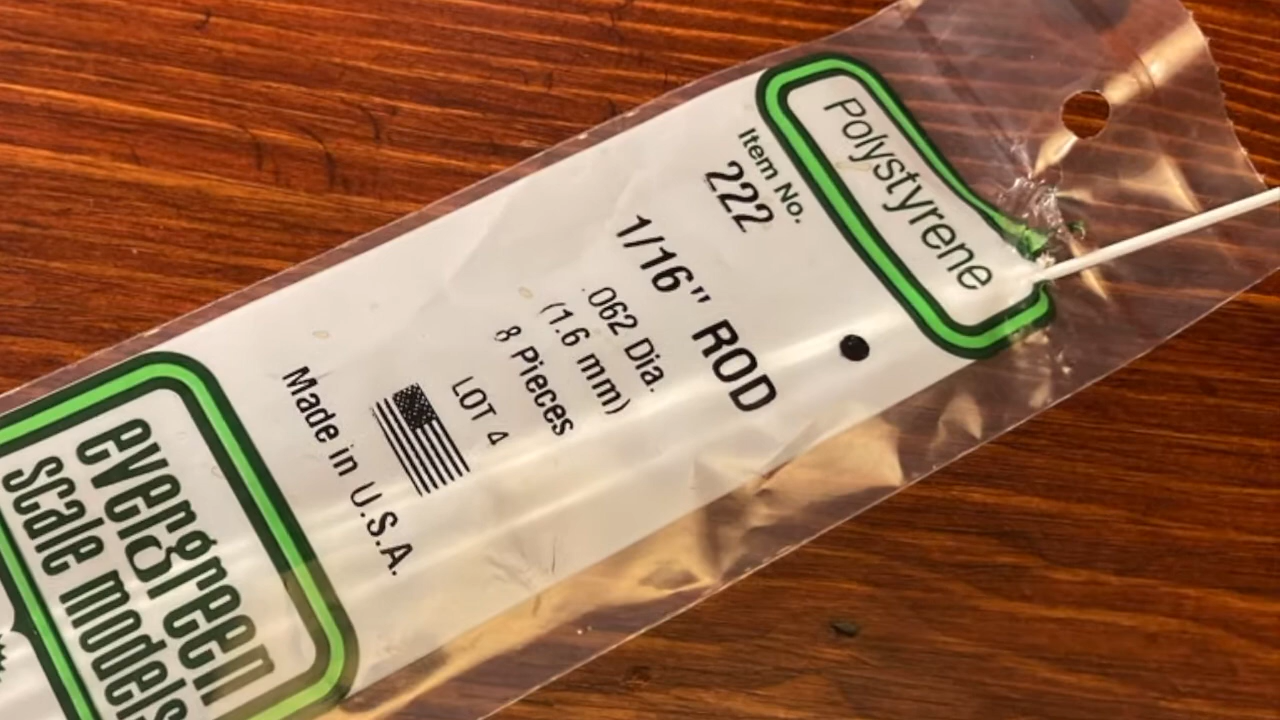 Polystyrene
Item No.
222
1/16" ROD
.062 Dia.
(1.6 mm)
8 Pieces
LOT 4
Made in U.S.A.
evergreen
scale models